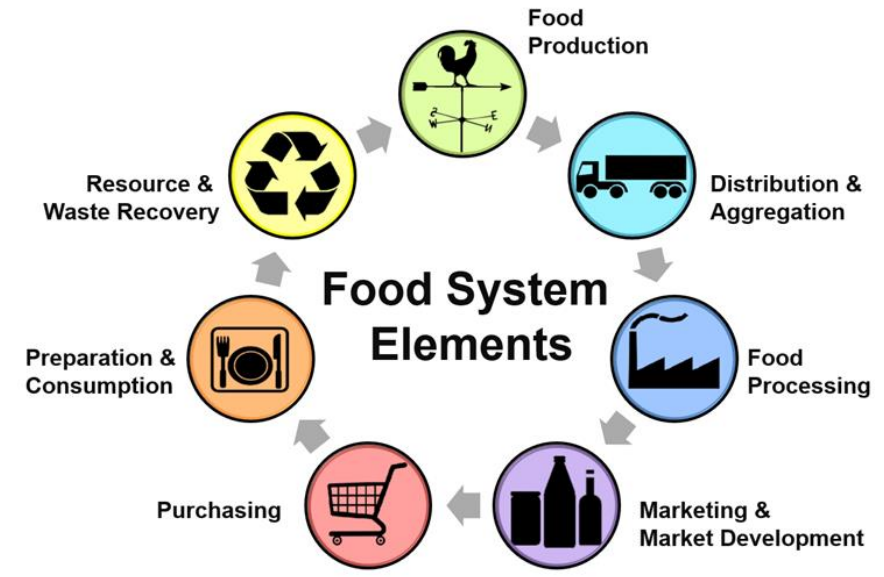 Food
Production
Distribution &
Aggregation
Food
Processing
Marketing &
Market Development
Purchasing
Preparation &
Consumption
Resource &
Waste Recovery
Food System
Elements
S
E
W
N